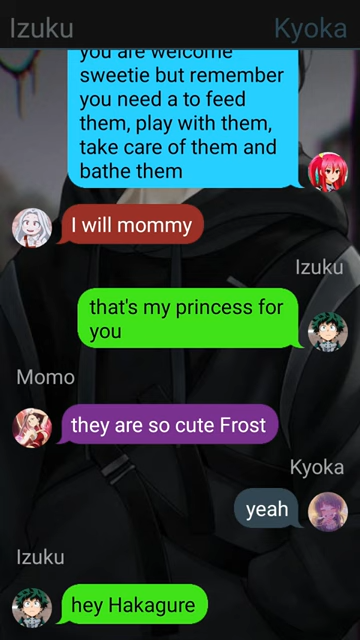 Izuku
Kyoka
you are welcome
sweetie but remember
you need a to feed
them, play with them,
take care of them and
bathe them
I will mommy
Izuku
that's my princess for
you
Momo
they are so cute Frost
Kyoka
yeah
Izuku
hey Hakagure